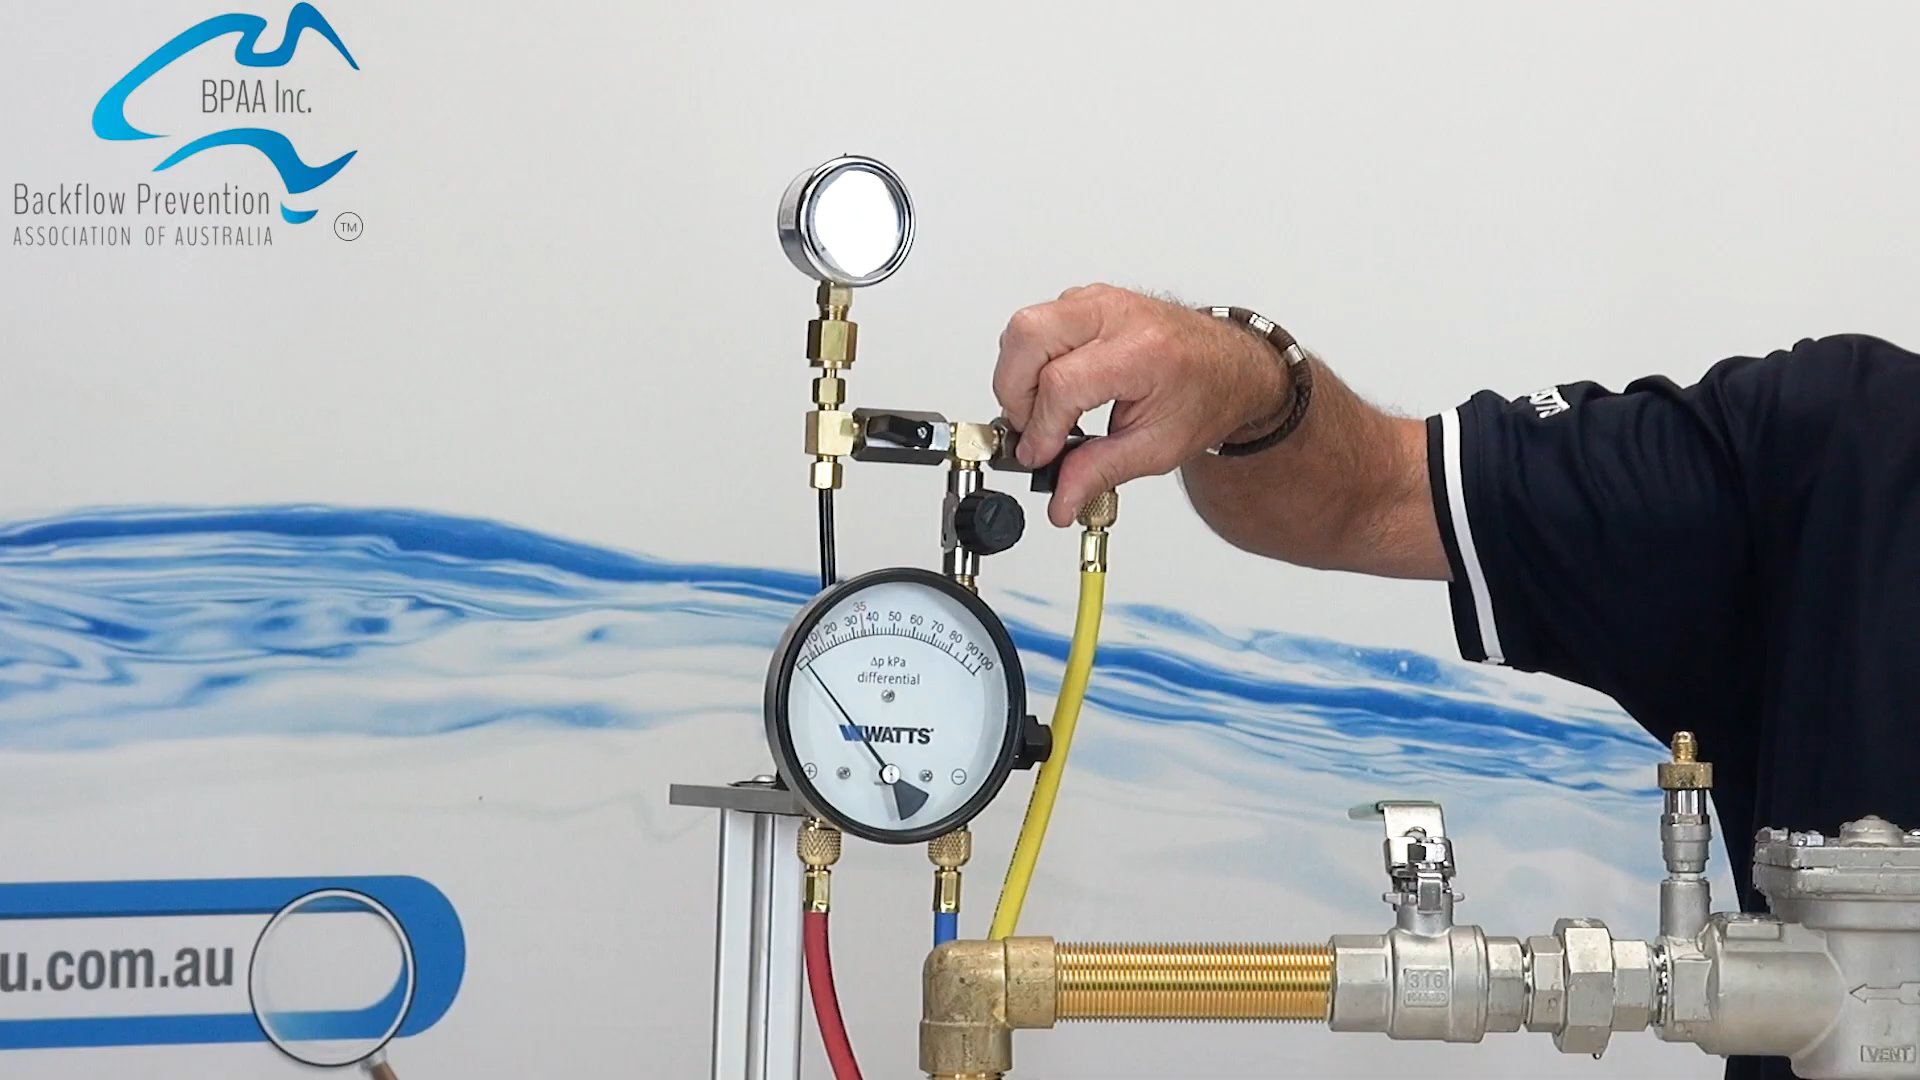 BPAA Inc.
Backflow Prevention
ASSOCIATION OF AUSTRALIA
TM
10 20 30 35 40 50 60 70 80 90 100
Δp kPa
differential
WATTS
+
−
u.com.au
316
VENT